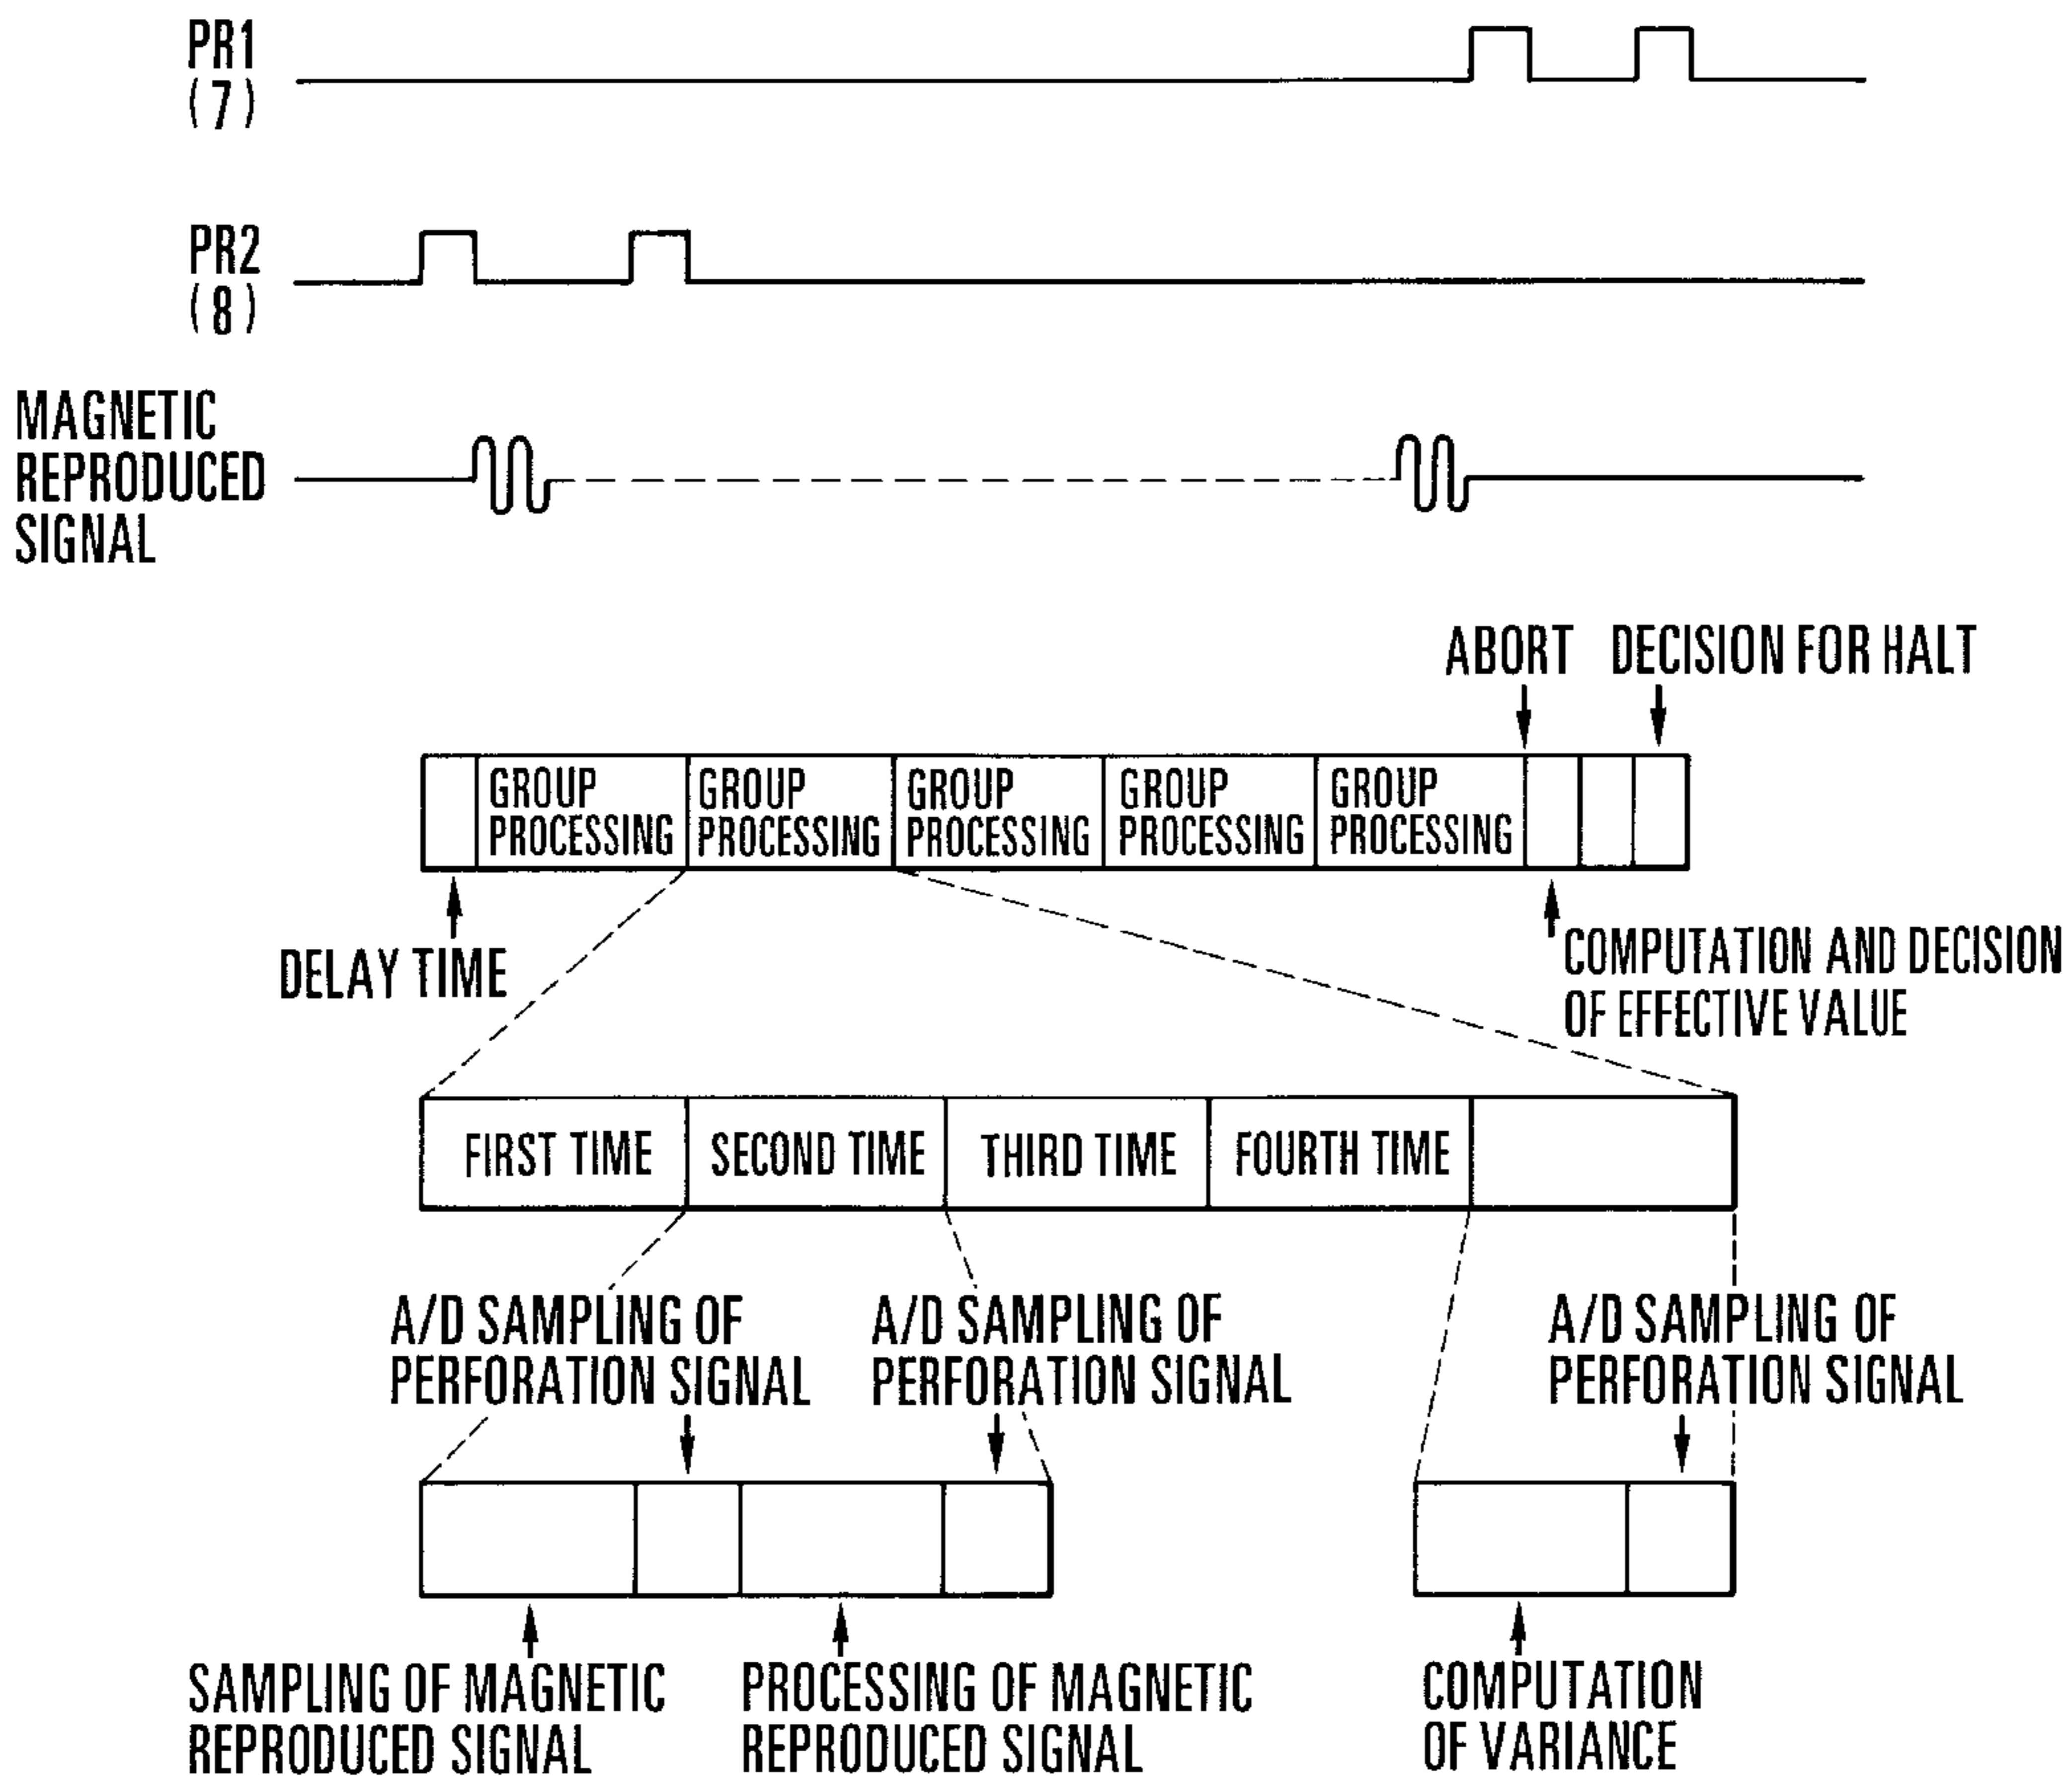 PR1
(7)
PR2
(8)
MAGNETIC
REPRODUCED
SIGNAL
ABORT
DECISION FOR HALT
GROUP
PROCESSING
GROUP
PROCESSING
GROUP
PROCESSING
GROUP
PROCESSING
GROUP
PROCESSING
DELAY TIME
COMPUTATION AND DECISION
OF EFFECTIVE VALUE
FIRST TIME
SECOND TIME
THIRD TIME
FOURTH TIME
A/D SAMPLING OF
PERFORATION SIGNAL
A/D SAMPLING OF
PERFORATION SIGNAL
A/D SAMPLING OF
PERFORATION SIGNAL
SAMPLING OF MAGNETIC
REPRODUCED SIGNAL
PROCESSING OF MAGNETIC
REPRODUCED SIGNAL
COMPUTATION
OF VARIANCE